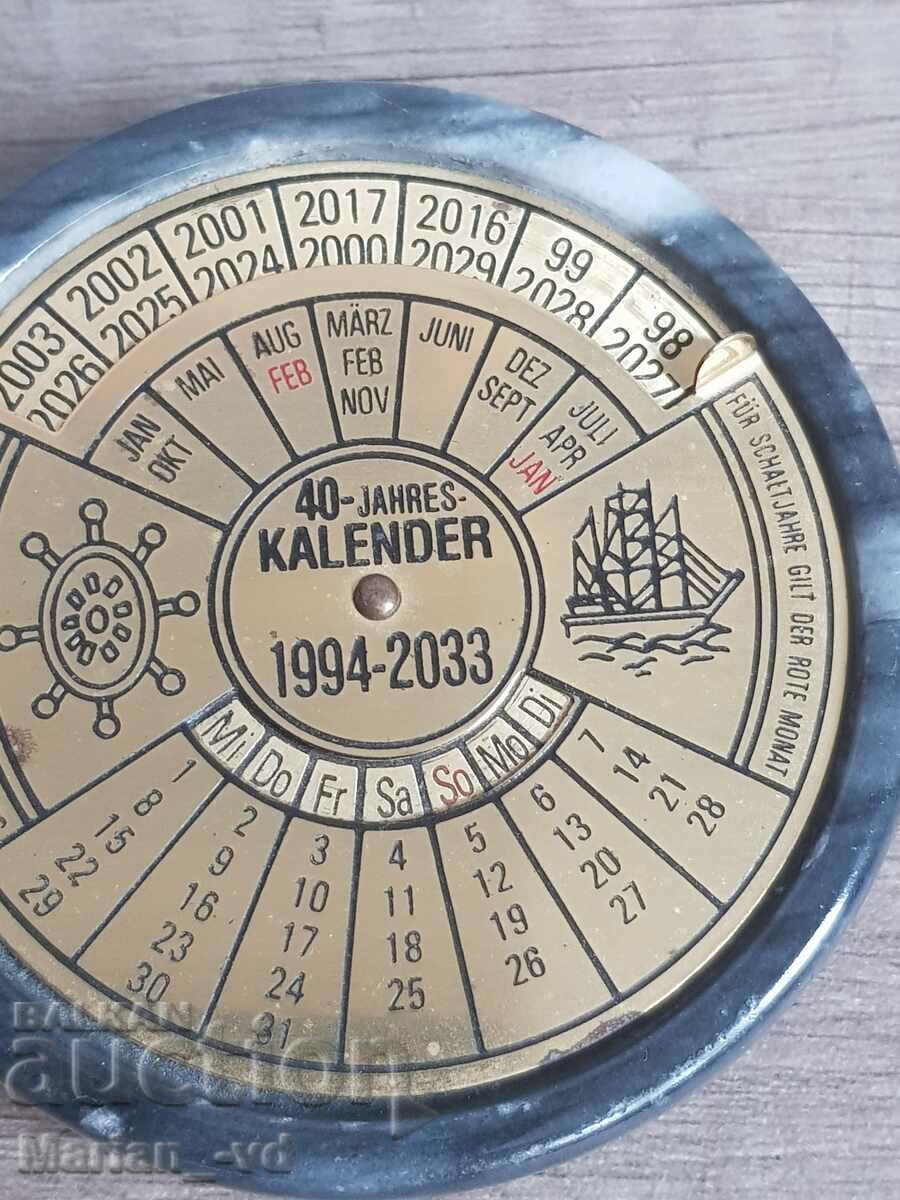 2003 2002 2001 2017 2016 99 98
2026 2025 2024 2000 2029 2028 2027
JAN
OKT
MAI
AUG
FEB
MÄRZ
FEB
NOV
JUNI
DEZ
SEPT
JULI
APR
JAN
40-JAHRES-
KALENDER
1994-2033
FÜR SCHALTJAHRE GILT DER ROTE MONAT
Mi Do Fr Sa So Mo Di
1 2 3 4 5 6 7
8 9 10 11 12 13 14
15 16 17 18 19 20 21
22 23 24 25 26 27 28
29 30 31
BALKAN
auction
Marian_-vd